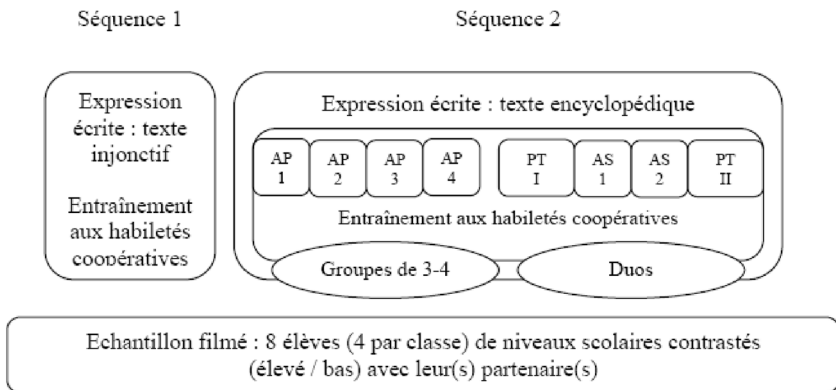 Séquence 1
Séquence 2
Expression
écrite : texte
injonctif
Entraînement
aux habiletés
coopératives
Expression écrite : texte encyclopédique
AP AP AP AP PT AS AS PT
1 2 3 4 I 1 2 II
Entraînement aux habiletés coopératives
Groupes de 3-4
Duos
Echantillon filmé : 8 élèves (4 par classe) de niveaux scolaires contrastés
(élevé / bas) avec leur(s) partenaire(s)